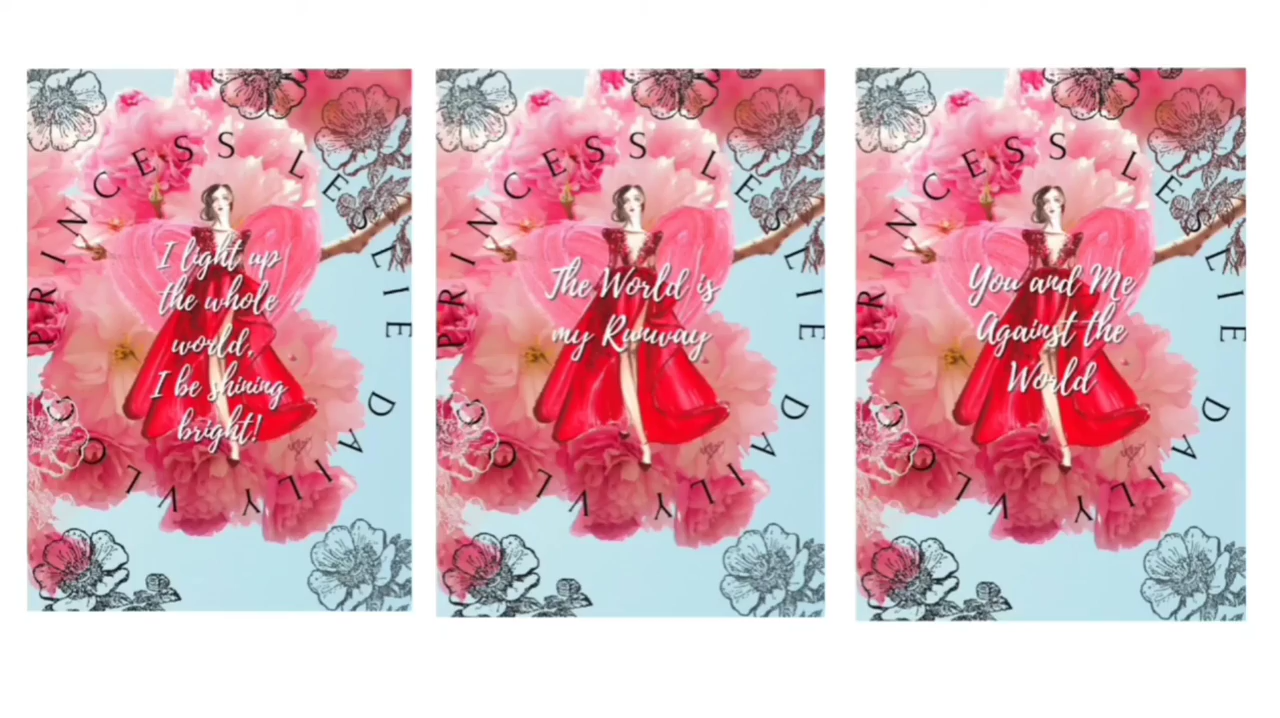 PRINCESS LESLIE DAILY VLOG
I light up
the whole
world,
I be shining
bright!
PRINCESS LESLIE DAILY VLOG
The World is
my Runway
PRINCESS LESLIE DAILY VLOG
You and Me
Against the
World